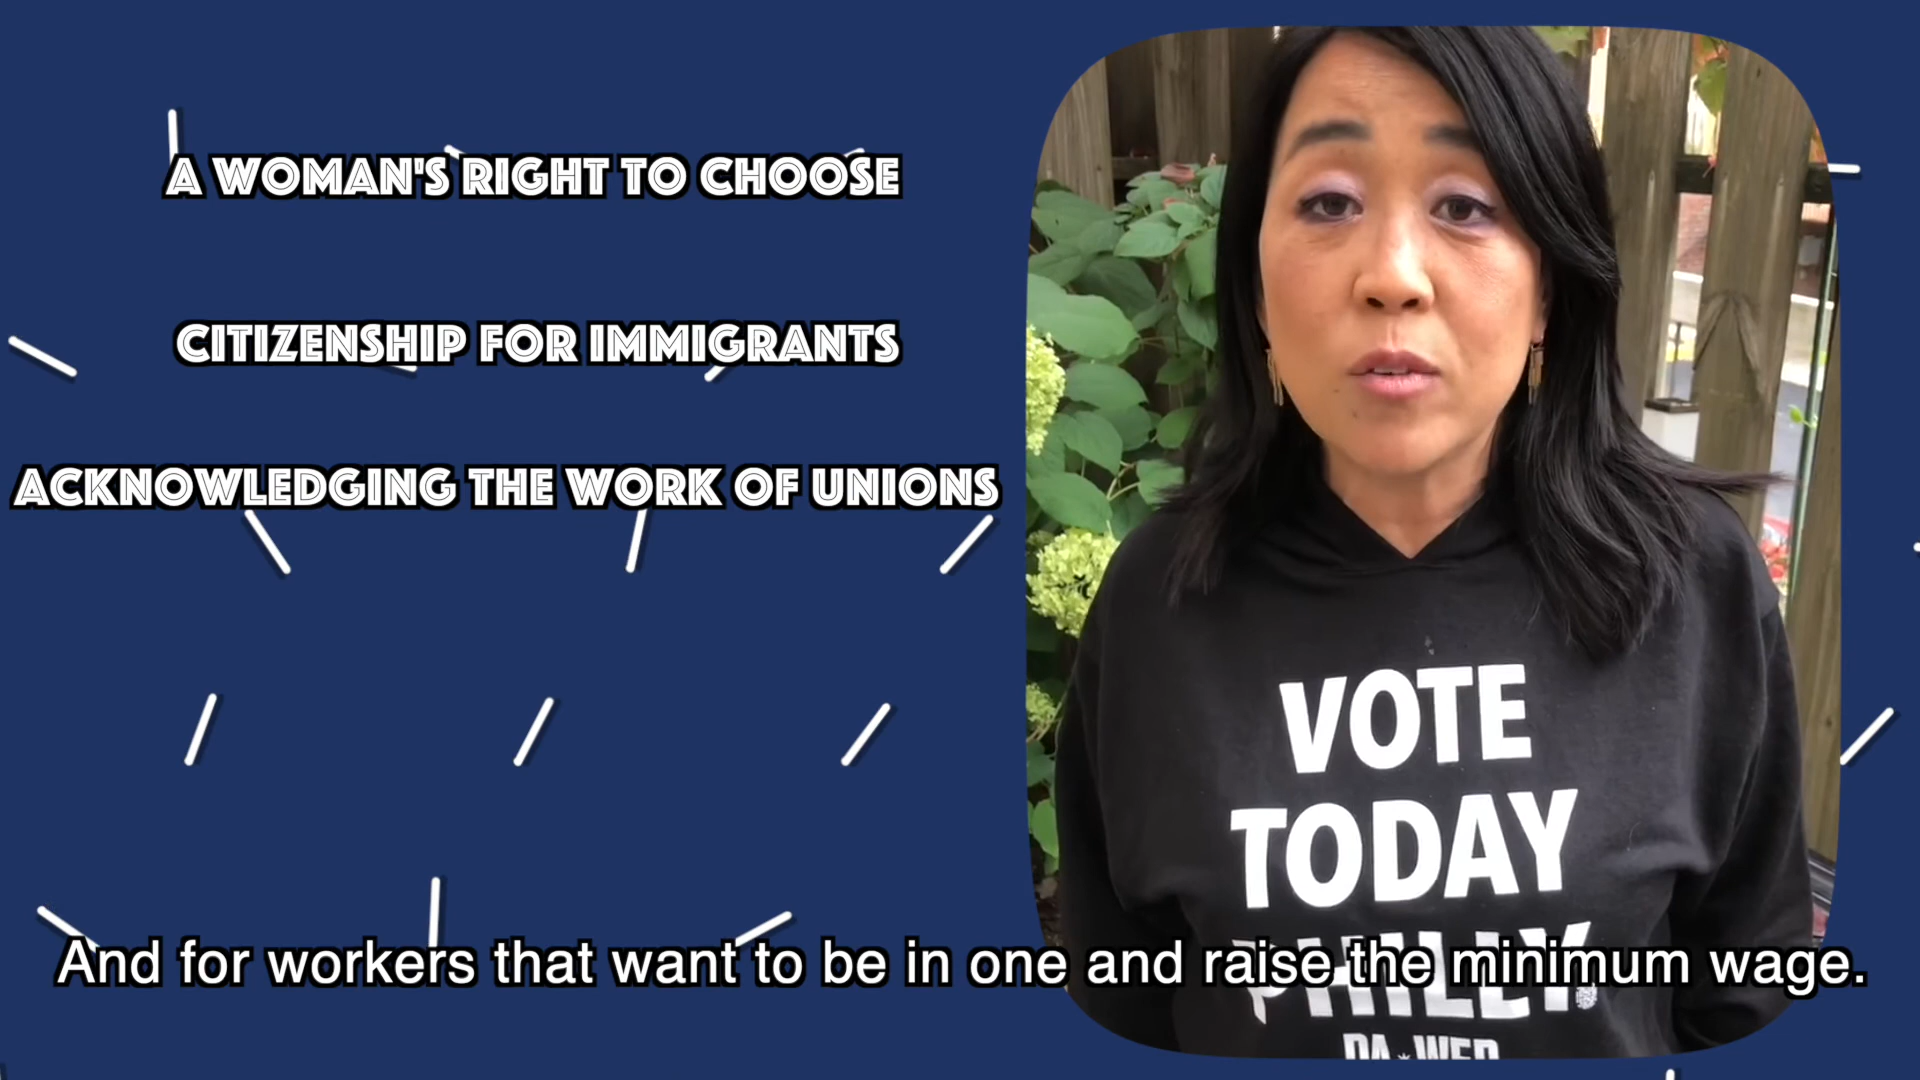 A WOMAN'S RIGHT TO CHOOSE
CITIZENSHIP FOR IMMIGRANTS
ACKNOWLEDGING THE WORK OF UNIONS
VOTE
TODAY
PHILLY.
And for workers that want to be in one and raise the minimum wage.